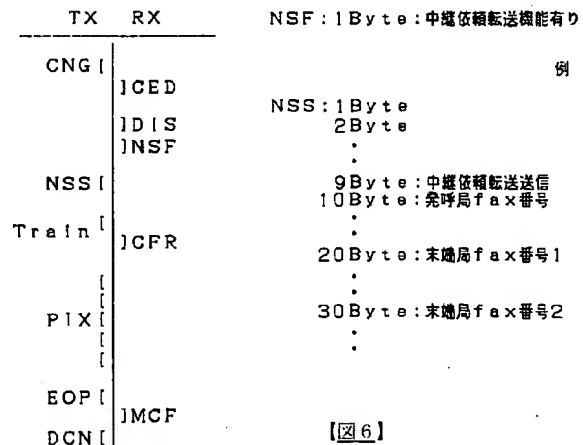 TX RX
CNG [
] CED
] DIS
] NSF
NSS [
Train [
] CFR
[
[
PIX [
[
[
EOP [
] MCF
DCN [
NSF:1Byte:中継依頼転送機能有り
例
NSS:1Byte
2Byte
・
・
9Byte:中継依頼転送送信
10Byte:発呼局fax番号
・
・
20Byte:末端局fax番号1
・
・
30Byte:末端局fax番号2
・
・
【図6】